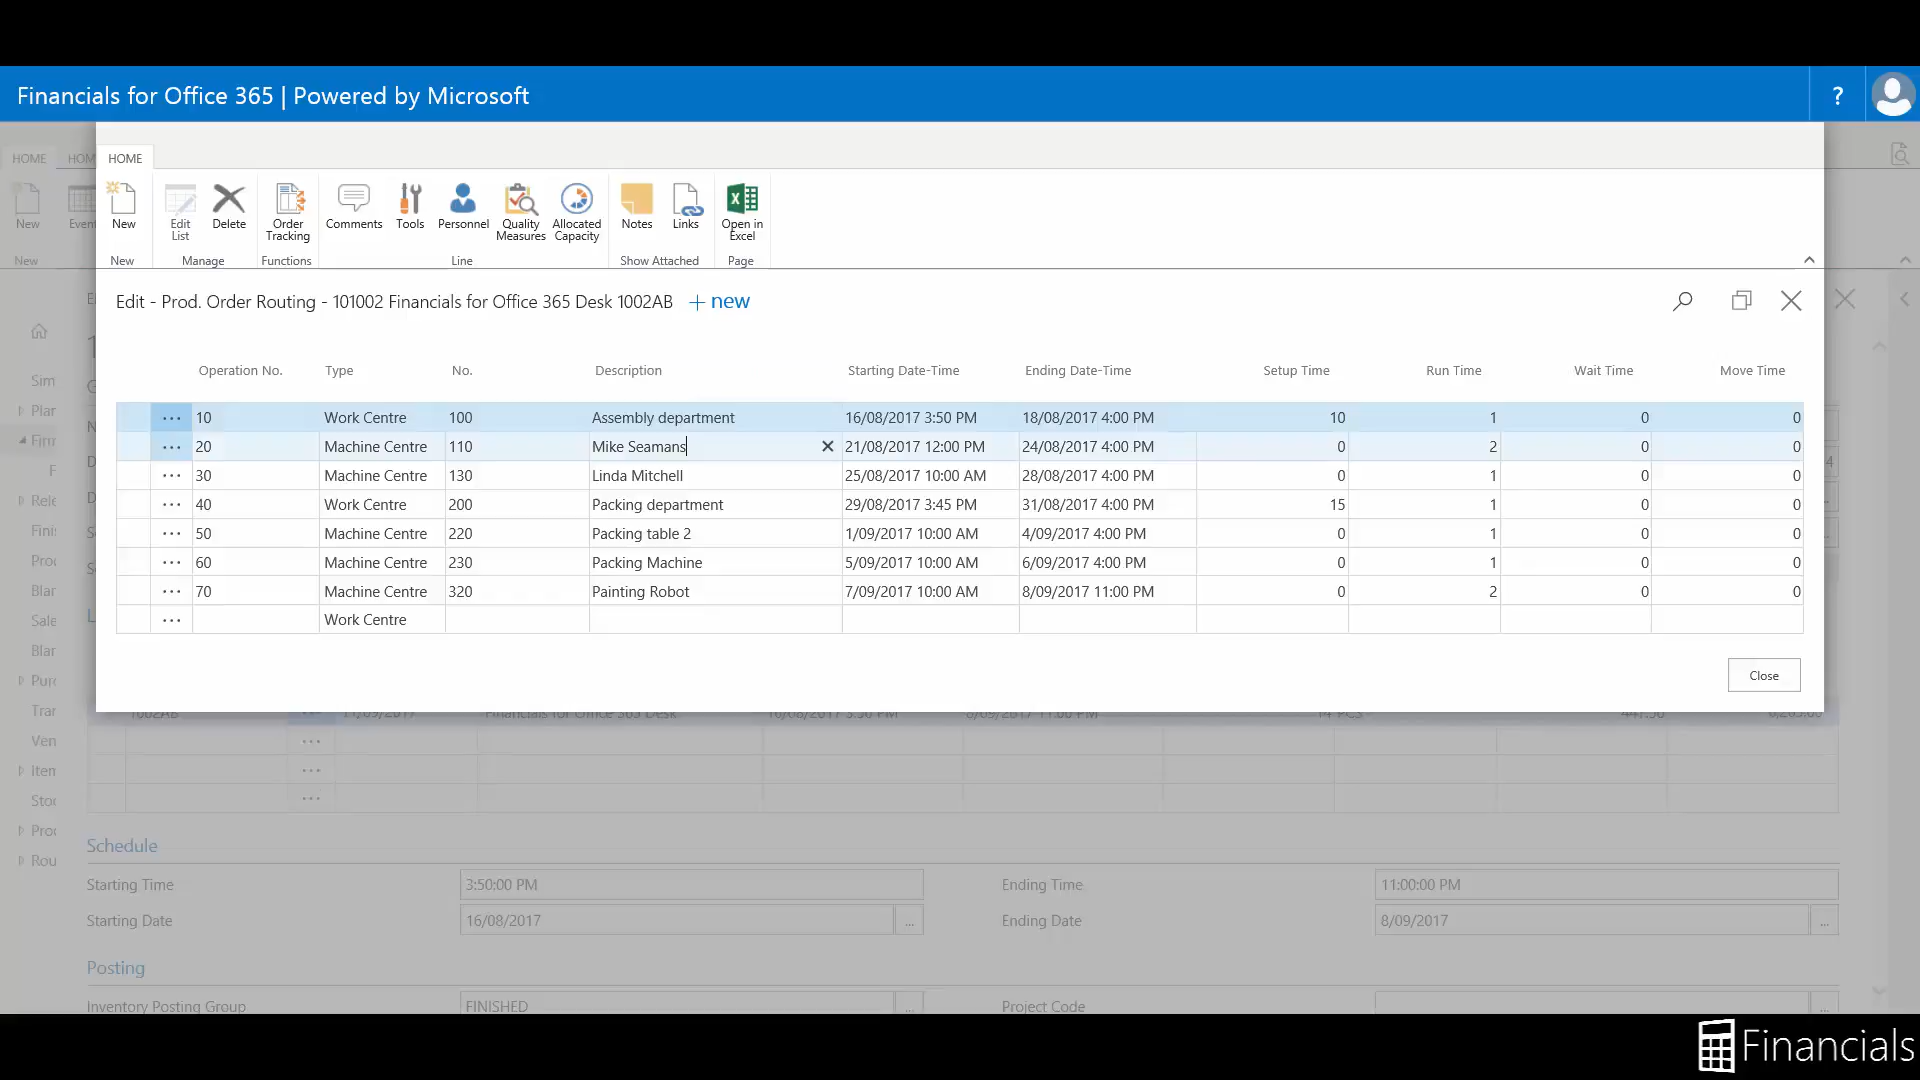 Financials for Office 365 | Powered by Microsoft
?
HOME
HOME
New
Edit List
Delete
Order Tracking
Comments
Tools
Personnel
Quality Measures
Allocated Capacity
Notes
Links
Open in Excel
New
Manage
Functions
Line
Show Attached
Page
New
New
Edit - Prod. Order Routing - 101002 Financials for Office 365 Desk 1002AB + new
Operation No. Type No. Description Starting Date-Time Ending Date-Time Setup Time Run Time Wait Time Move Time
10 Work Centre 100 Assembly department 16/08/2017 3:50 PM 18/08/2017 4:00 PM 10 1 0 0
20 Machine Centre 110 Mike Seamans 21/08/2017 12:00 PM 24/08/2017 4:00 PM 0 2 0 0
30 Machine Centre 130 Linda Mitchell 25/08/2017 10:00 AM 28/08/2017 4:00 PM 0 1 0 0
40 Work Centre 200 Packing department 29/08/2017 3:45 PM 31/08/2017 4:00 PM 15 1 0 0
50 Machine Centre 220 Packing table 2 1/09/2017 10:00 AM 4/09/2017 4:00 PM 0 1 0 0
60 Machine Centre 230 Packing Machine 5/09/2017 10:00 AM 6/09/2017 4:00 PM 0 1 0 0
70 Machine Centre 320 Painting Robot 7/09/2017 10:00 AM 8/09/2017 11:00 PM 0 2 0 0
Work Centre
Close
Schedule
Starting Time 3:50:00 PM Ending Time 11:00:00 PM
Starting Date 16/08/2017 ... Ending Date 8/09/2017 ...
Posting
Inventory Posting Group FINISHED ... Project Code ...
Financials